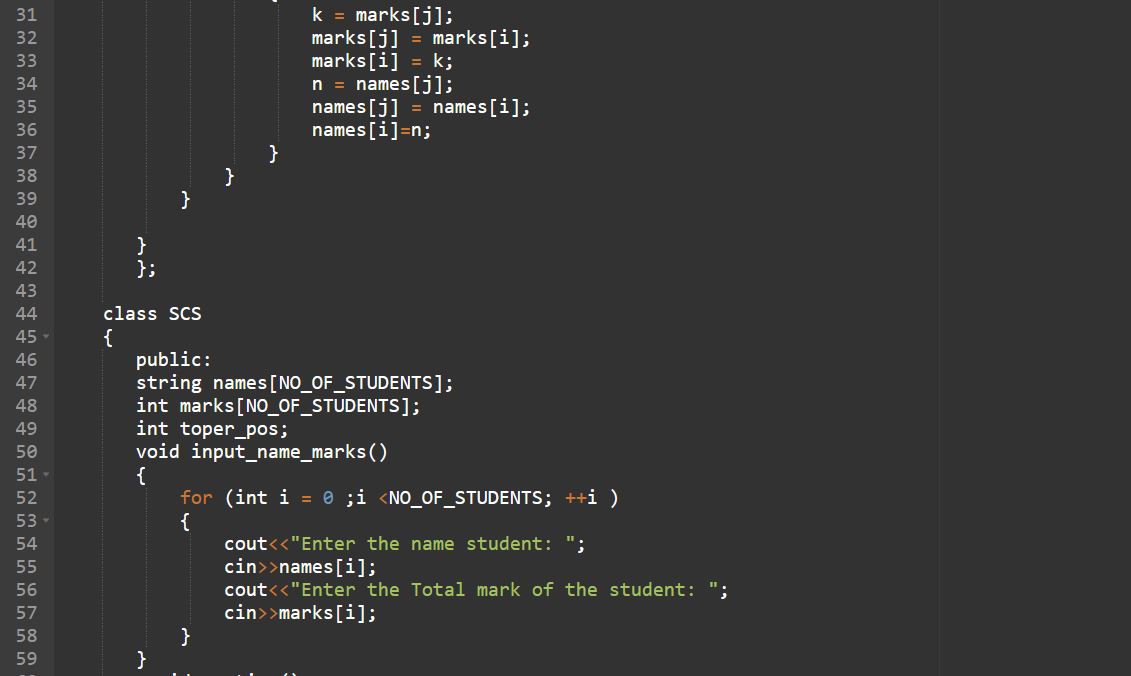 31 k = marks[j];
32 marks[j] = marks[i];
33 marks[i] = k;
34 n = names[j];
35 names[j] = names[i];
36 names[i]=n;
37 }
38 }
39 }
40
41 }
42 };
43
44 class SCS
45 {
46 public:
47 string names[NO_OF_STUDENTS];
48 int marks[NO_OF_STUDENTS];
49 int toper_pos;
50 void input_name_marks()
51 {
52 for (int i = 0 ;i <NO_OF_STUDENTS; ++i )
53 {
54 cout<<"Enter the name student: ";
55 cin>>names[i];
56 cout<<"Enter the Total mark of the student: ";
57 cin>>marks[i];
58 }
59 }